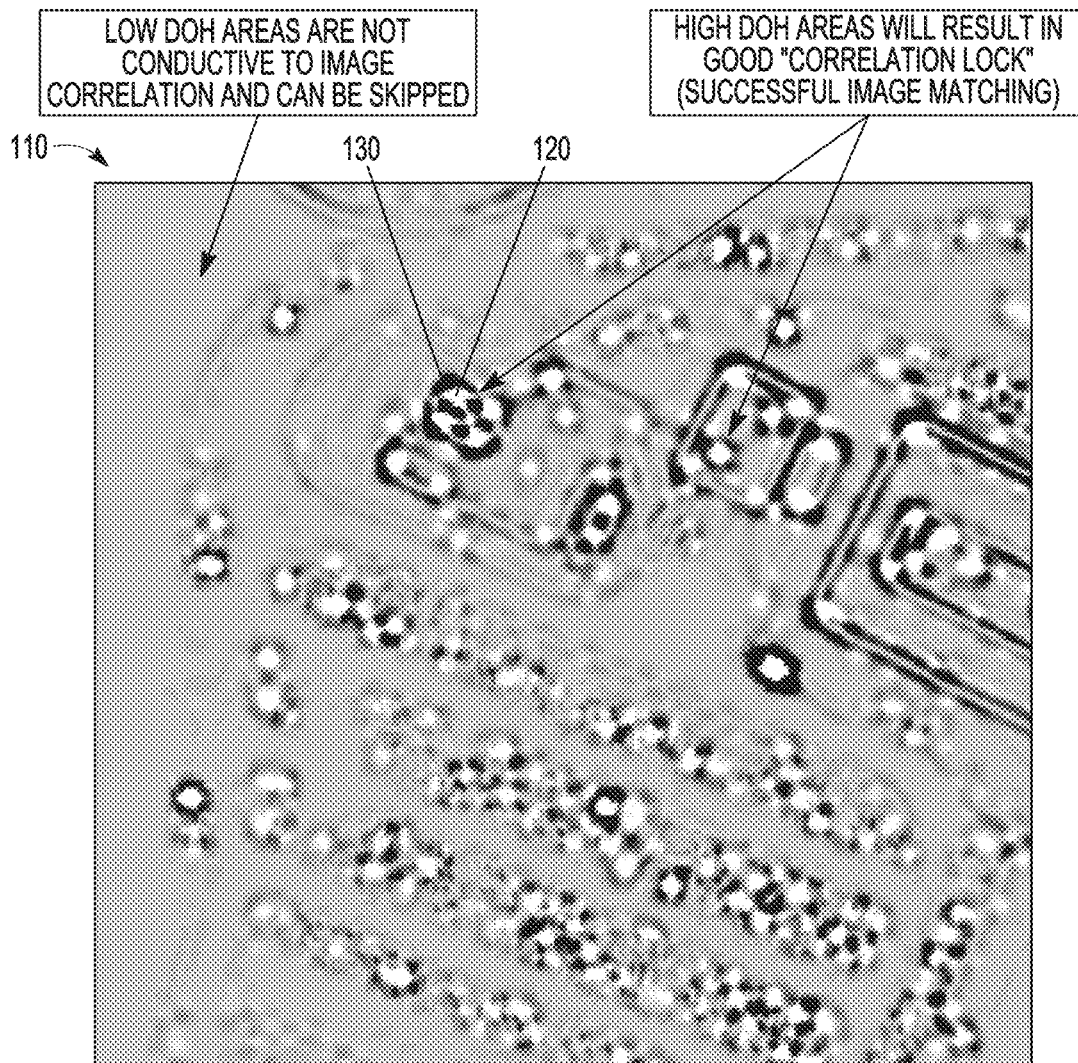 LOW DOH AREAS ARE NOT
CONDUCTIVE TO IMAGE
CORRELATION AND CAN BE SKIPPED
HIGH DOH AREAS WILL RESULT IN
GOOD "CORRELATION LOCK"
(SUCCESSFUL IMAGE MATCHING)
110
130
120